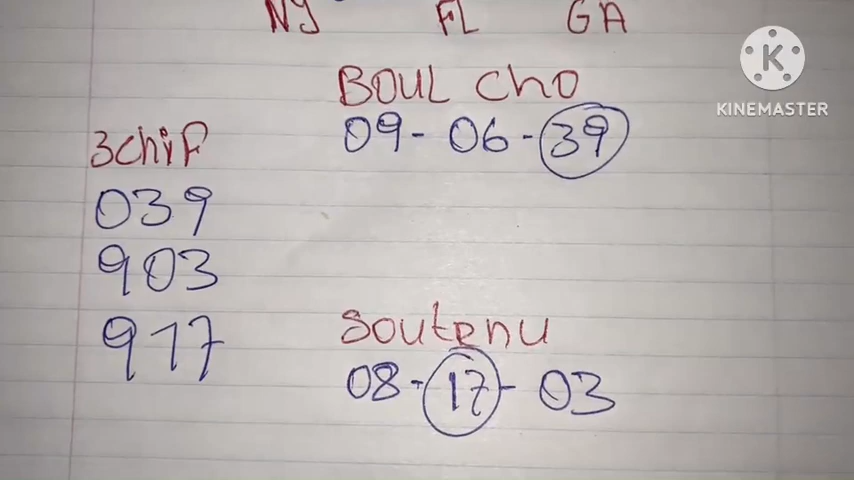 NY FL GA
BOUL cho
09- 06-39
3chiF
039
903
917
Soutenu
08-17-03
K
KINEMASTER